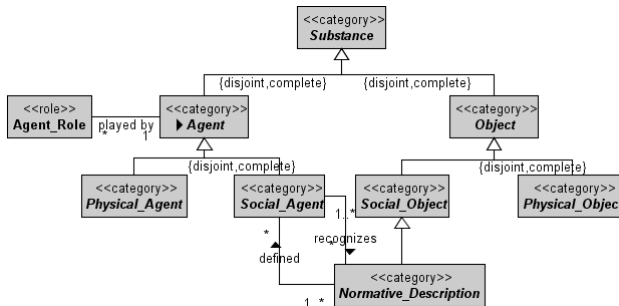 <<category>>
Substance
{disjoint,complete} {disjoint,complete}
<<role>>
Agent_Role
played by
*
1
<<category>>
Agent
<<category>>
Object
{disjoint,complete}
{disjoint,complete}
<<category>>
Physical_Agent
<<category>>
Social_Agent
<<category>>
Social_Object
<<category>>
Physical_Object
1..*
*
recognizes
*
defined
1..*
<<category>>
Normative_Description